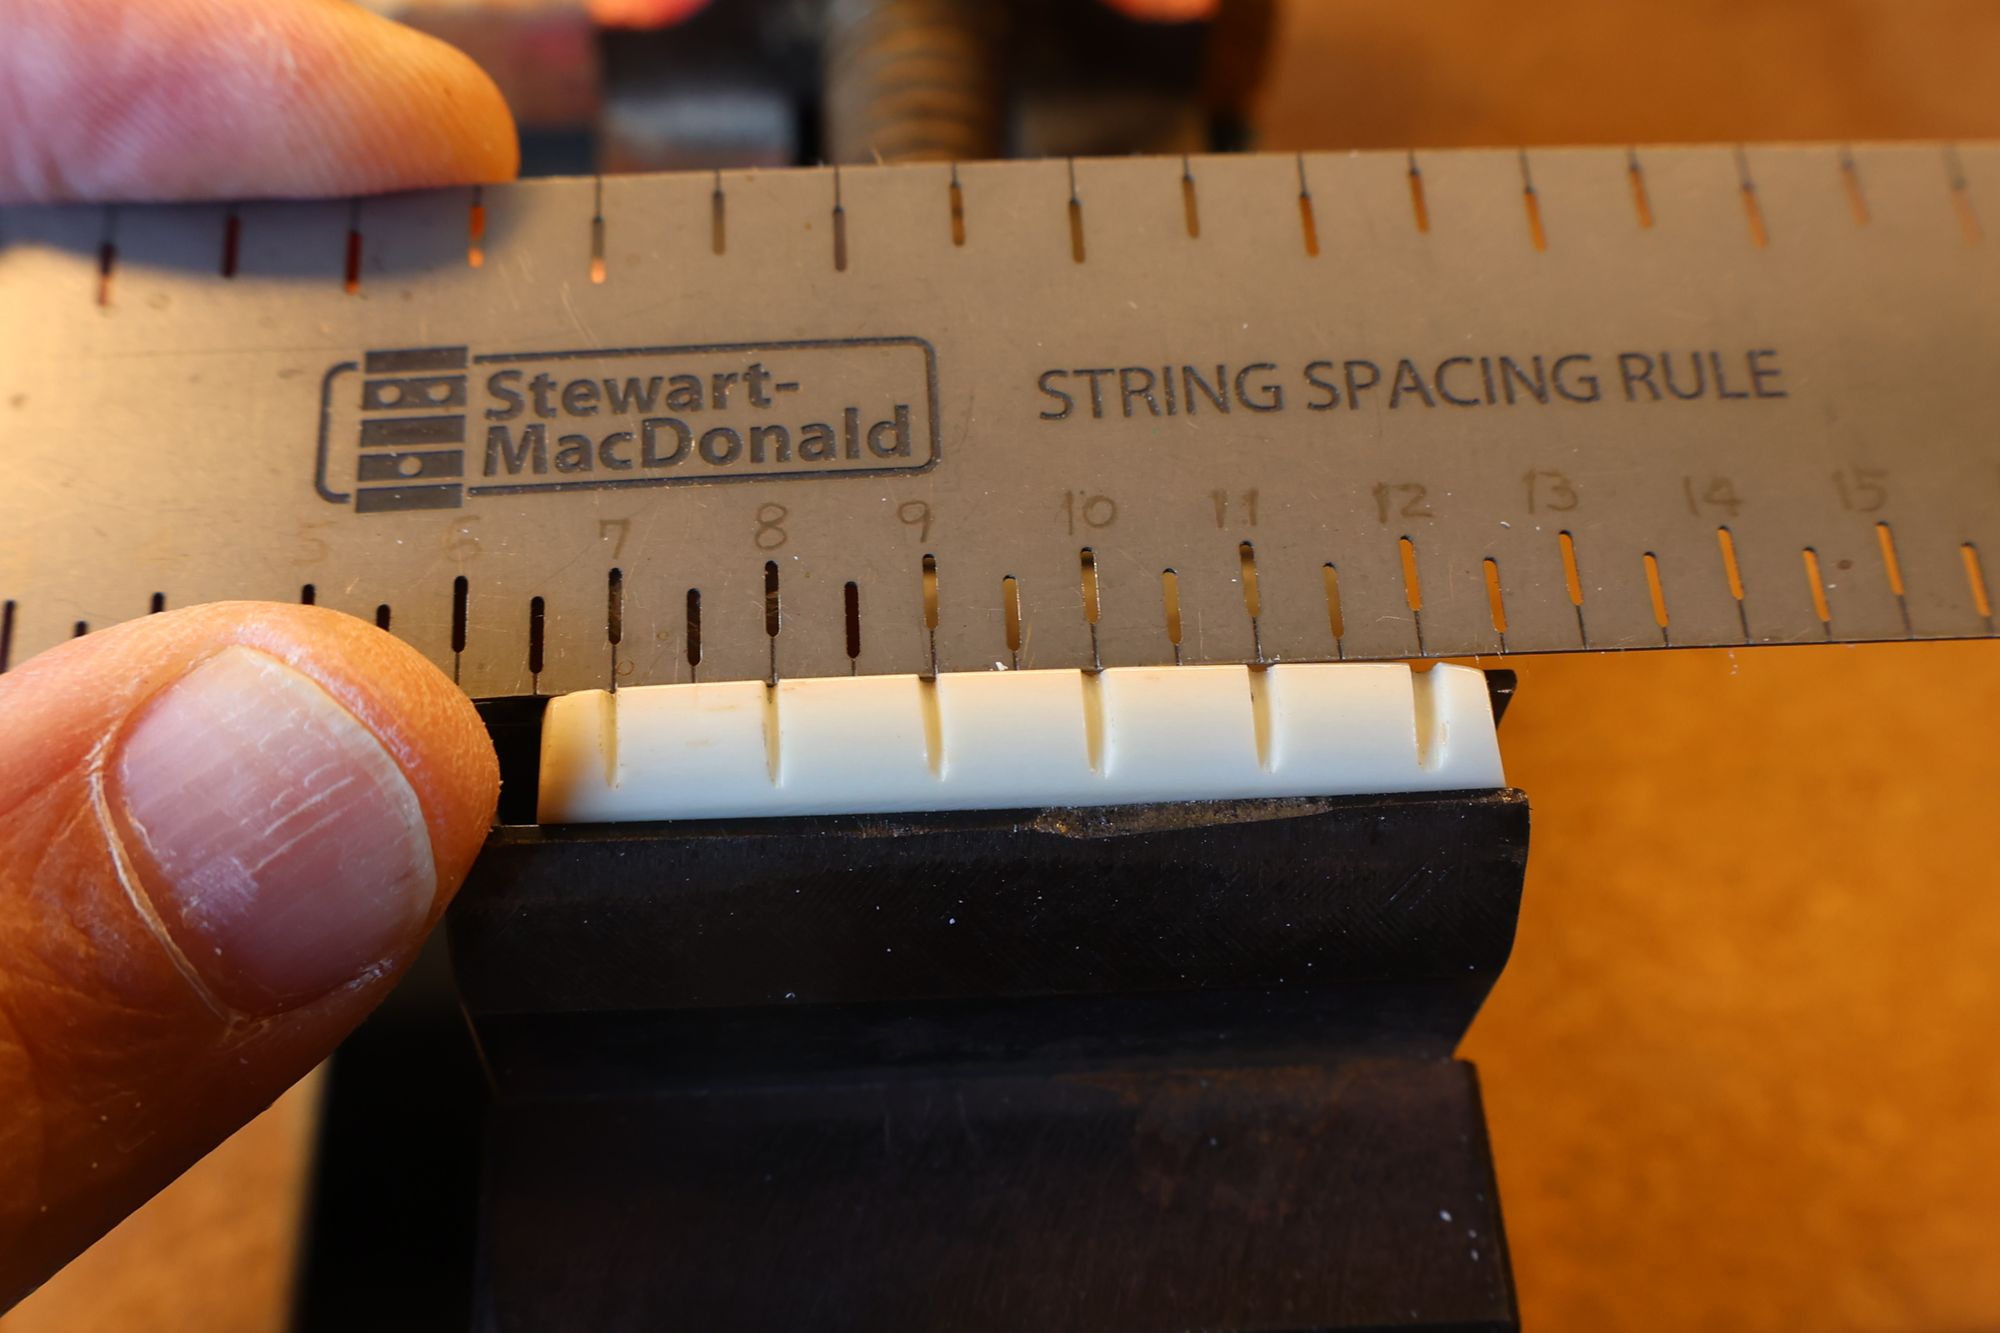 Stewart-
MacDonald
STRING SPACING RULE
5 6 7 8 9 10 11 12 13 14 15